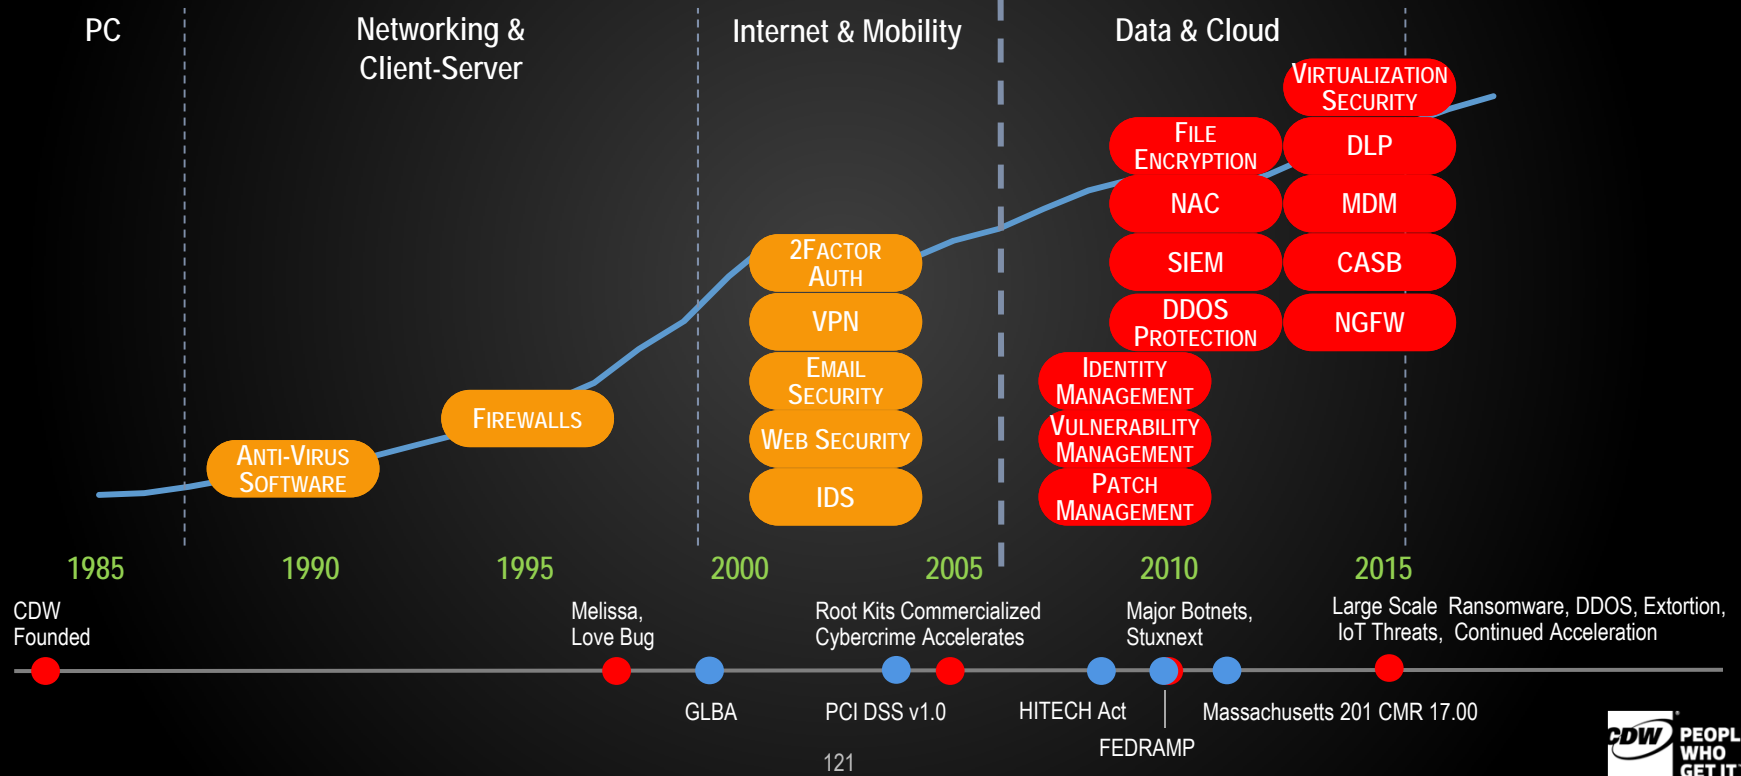 PC
Networking &
Client-Server
Internet & Mobility
Data & Cloud
VIRTUALIZATION
SECURITY
FILE
ENCRYPTION
DLP
NAC
MDM
2FACTOR
AUTH
SIEM
CASB
VPN
DDOS
PROTECTION
NGFW
EMAIL
SECURITY
IDENTITY
MANAGEMENT
FIREWALLS
WEB SECURITY
VULNERABILITY
MANAGEMENT
ANTI-VIRUS
SOFTWARE
IDS
PATCH
MANAGEMENT
1985
1990
1995
2000
2005
2010
2015
CDW
Founded
Melissa,
Love Bug
Root Kits Commercialized
Cybercrime Accelerates
Major Botnets,
Stuxnext
Large Scale Ransomware, DDOS, Extortion,
IoT Threats, Continued Acceleration
GLBA
PCI DSS v1.0
HITECH Act
Massachusetts 201 CMR 17.00
FEDRAMP
121
CDW
PEOPL
WHO
GET IT